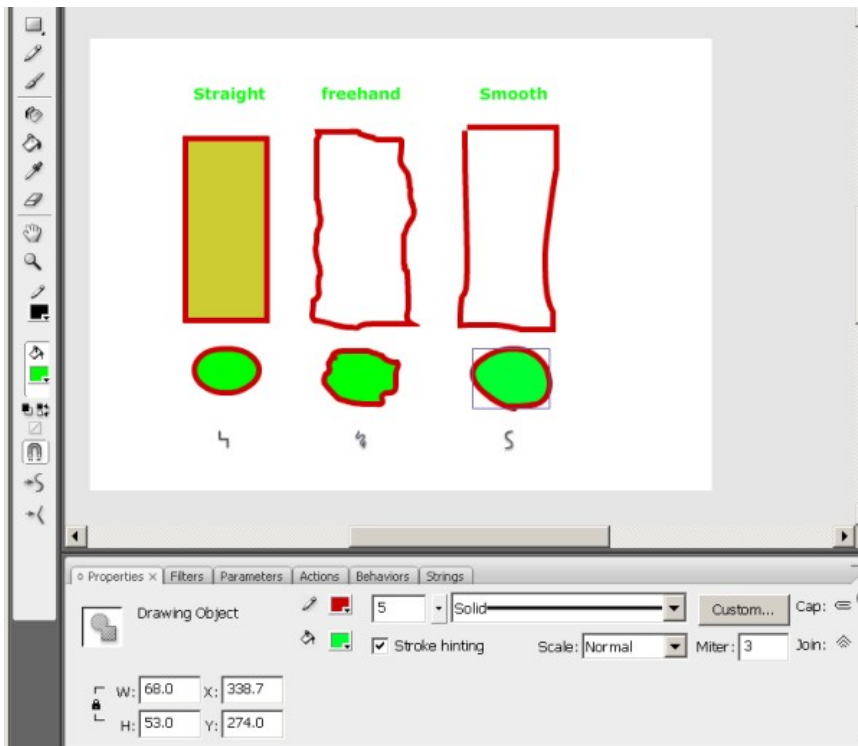 Straight freehand Smooth
Properties × Filters Parameters Actions Behaviors Strings
Drawing Object 5 Solid Custom... Cap:
Stroke hinting Scale: Normal Miter: 3 Join:
W: 68.0 X: 338.7
H: 53.0 Y: 274.0